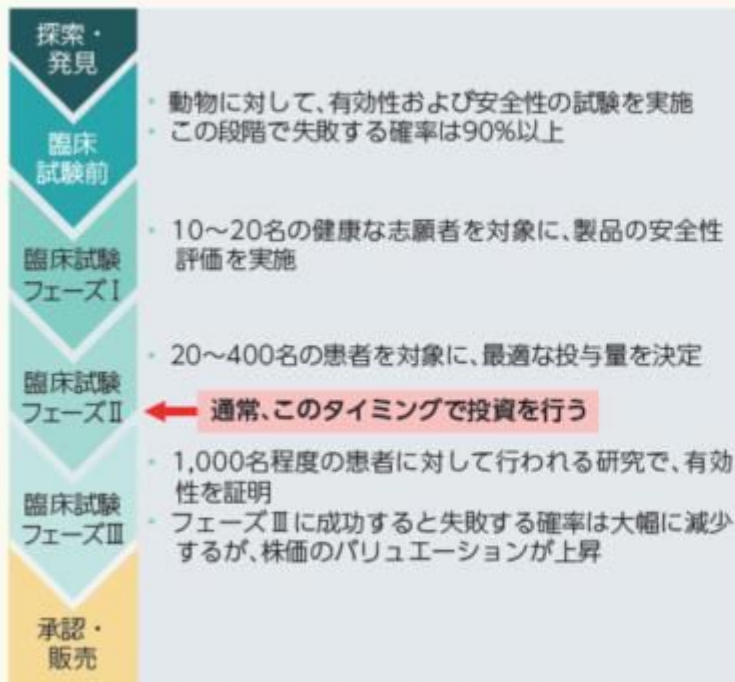 探索・
発見
・ 動物に対して、有効性および安全性の試験を実施
・ この段階で失敗する確率は90%以上
臨床
試験前
・ 10～20名の健康な志願者を対象に、製品の安全性
評価を実施
臨床試験
フェーズⅠ
・ 20～400名の患者を対象に、最適な投与量を決定
臨床試験
フェーズⅡ
通常、このタイミングで投資を行う
・ 1,000名程度の患者に対して行われる研究で、有効
性を証明
・ フェーズⅢに成功すると失敗する確率は大幅に減少
するが、株価のバリュエーションが上昇
臨床試験
フェーズⅢ
承認・
販売